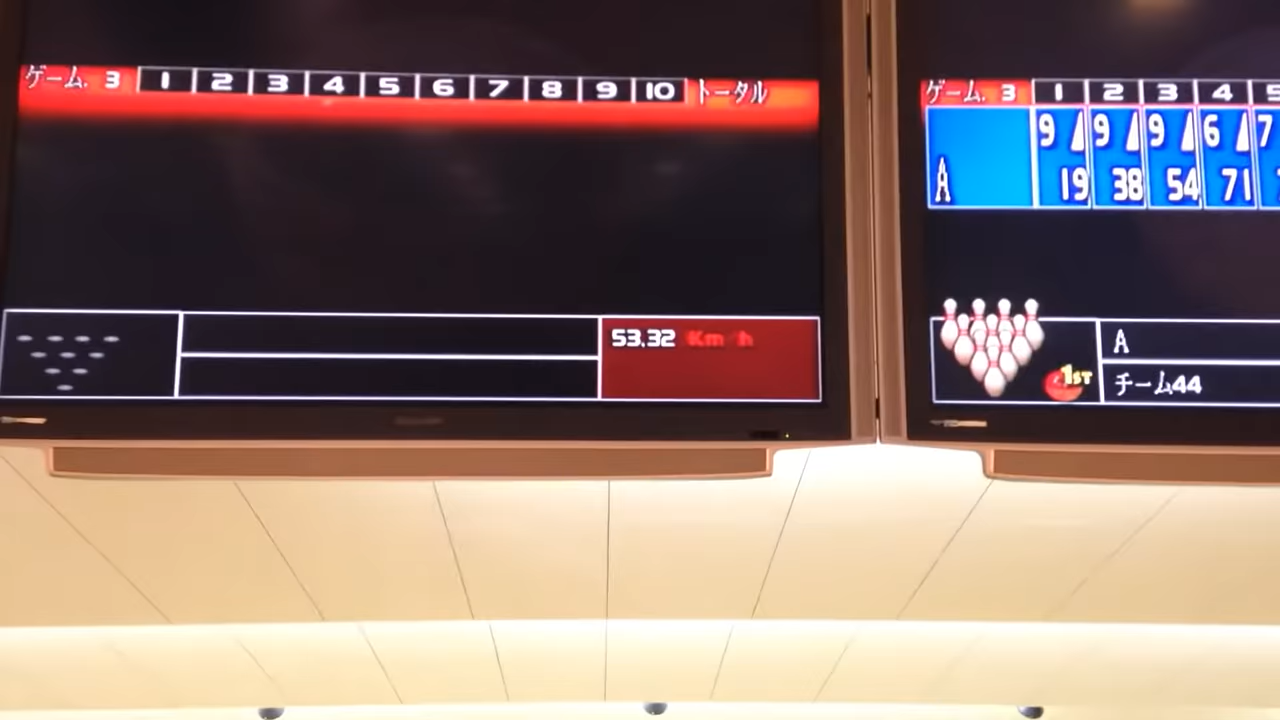 ゲーム. 3 1 2 3 4 5 6 7 8 9 10 トータル
53.32 Km/h
ゲーム. 3 1 2 3 4 5
A 9 9 9 6 7
19 38 54 71
1ST
A
チーム44